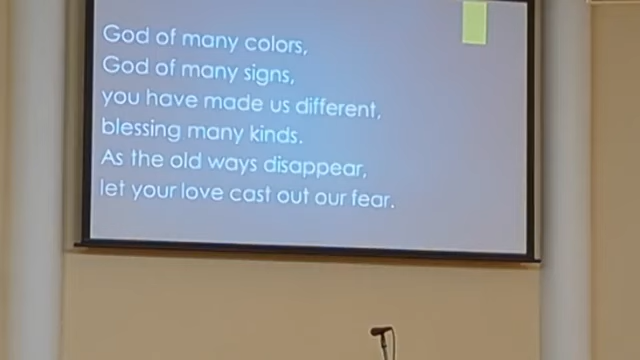 God of many colors,
God of many signs,
you have made us different,
blessing many kinds.
As the old ways disappear,
let your love cast out our fear.